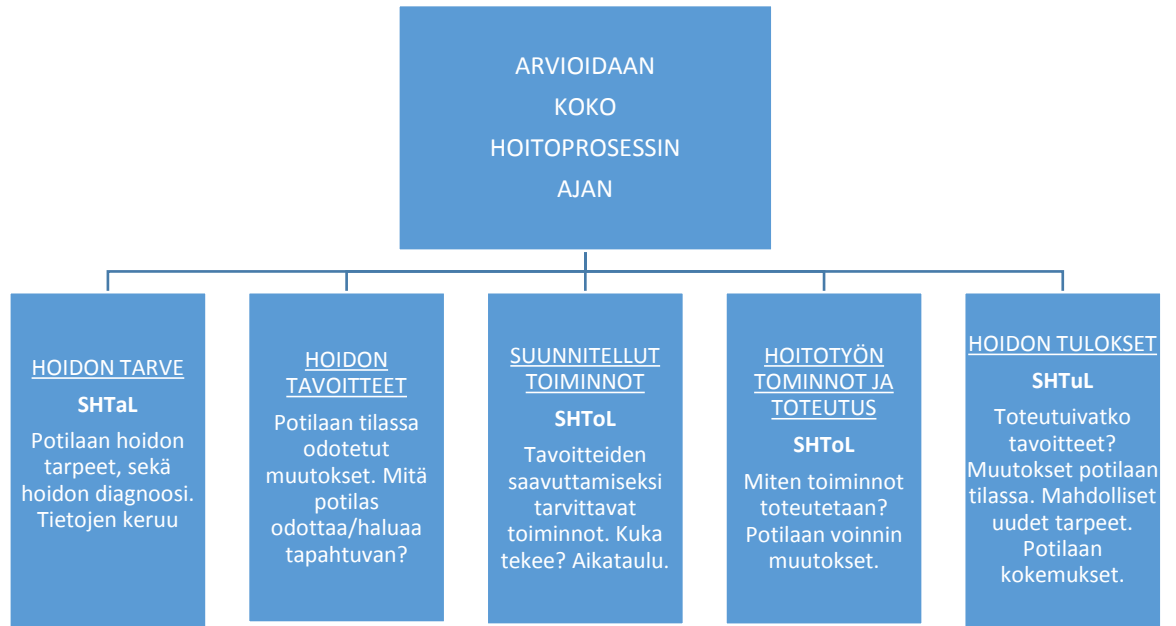 ARVIOIDAAN
KOKO
HOITOPROSESSIN
AJAN
HOIDON TARVE
SHTaL
Potilaan hoidon
tarpeet, sekä
hoidon diagnoosi.
Tietojen keruu
HOIDON
TAVOITTEET
Potilaan tilassa
odotetut
muutokset. Mitä
potilas
odottaa/haluaa
tapahtuvan?
SUUNNITELLUT
TOIMINNOT
SHToL
Tavoitteiden
saavuttamiseksi
tarvittavat
toiminnot. Kuka
tekee? Aikataulu.
HOITOTYÖN
TOMINNOT JA
TOTEUTUS
SHToL
Miten toiminnot
toteutetaan?
Potilaan voinnin
muutokset.
HOIDON TULOKSET
SHTuL
Toteutuivatko
tavoitteet?
Muutokset potilaan
tilassa. Mahdolliset
uudet tarpeet.
Potilaan
kokemukset.